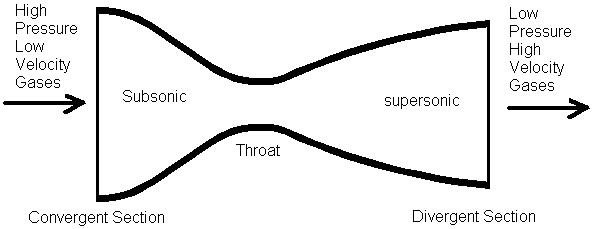 High
Pressure
Low
Velocity
Gases
Subsonic
Throat
supersonic
Low
Pressure
High
Velocity
Gases
Convergent Section
Divergent Section